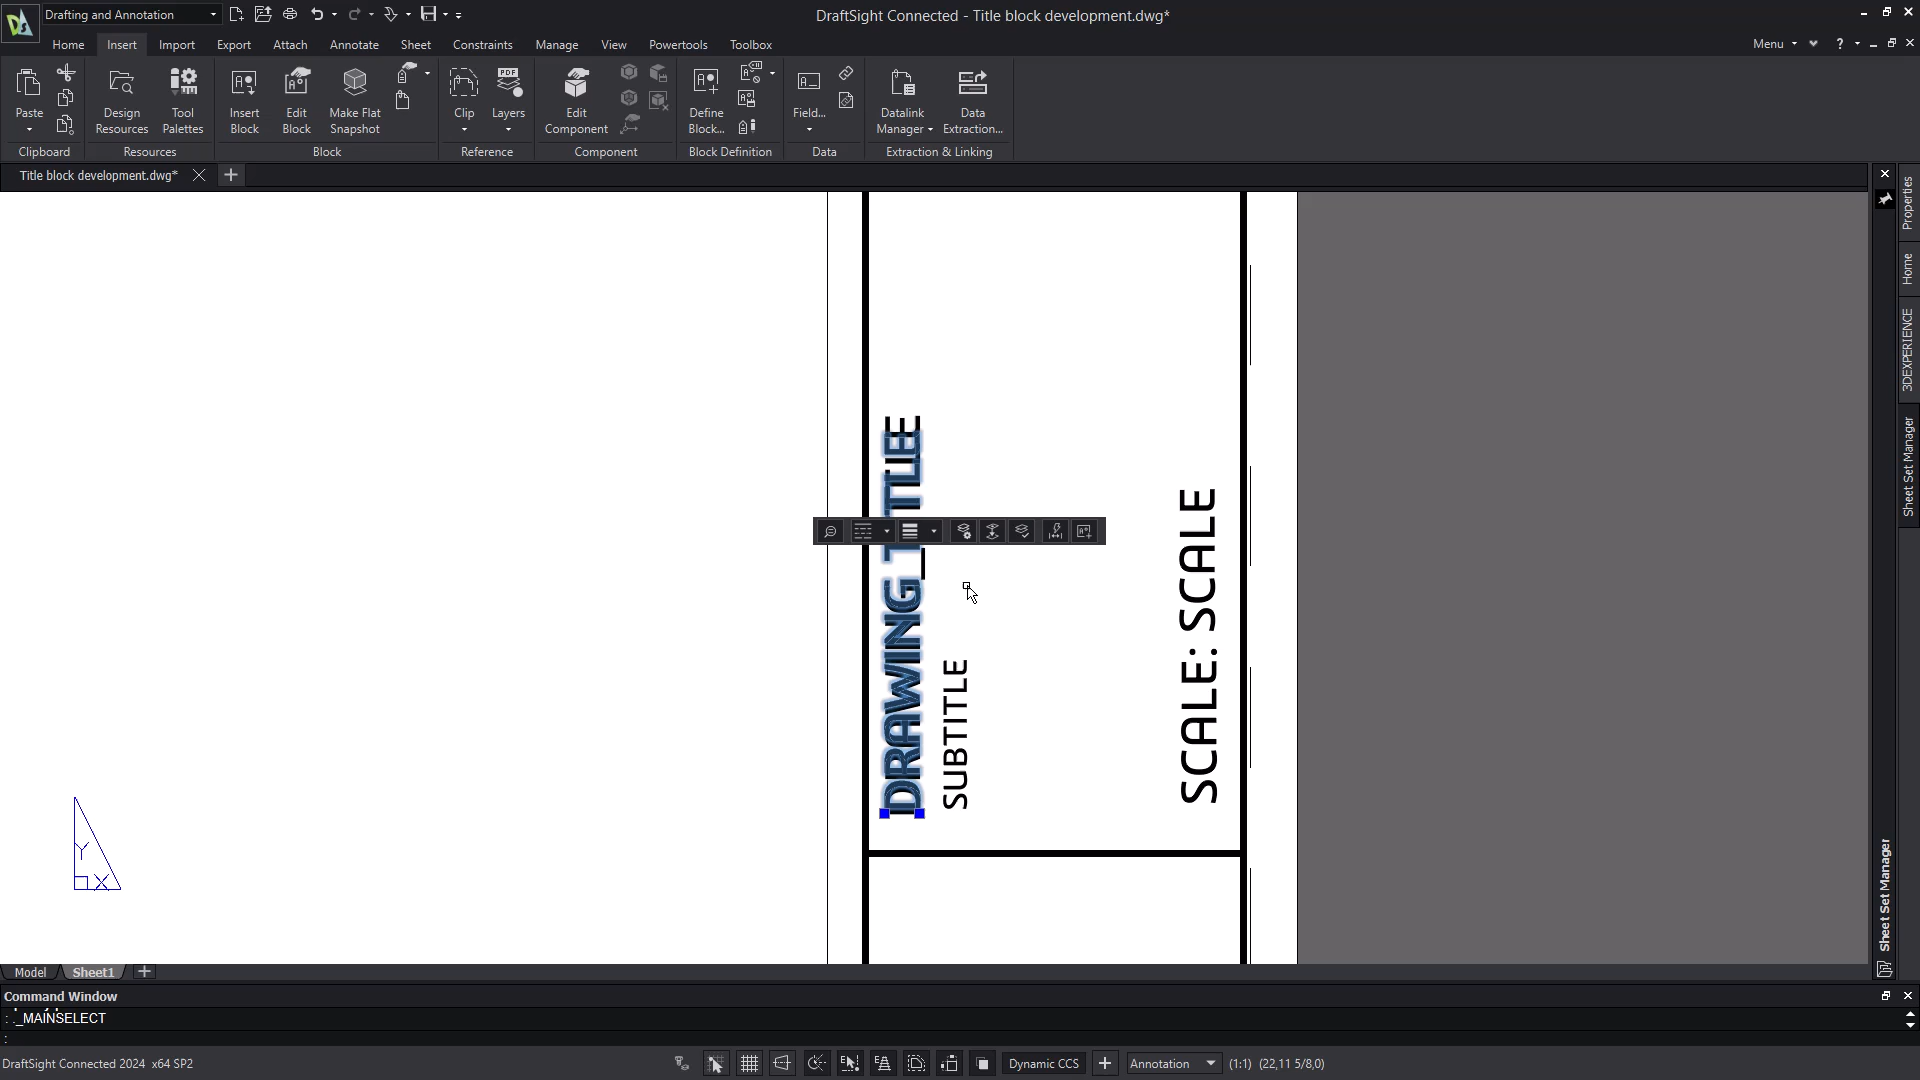 Drafting and Annotation
DraftSight Connected - Title block development.dwg*
Home Insert Import Export Attach Annotate Sheet Constraints Manage View Powertools Toolbox
Menu ?
Paste
Design Resources
Tool Palettes
Insert Block
Edit Block
Make Flat Snapshot
Clip
Layers
PDF
Edit Component
Define Block...
Field...
Datalink Manager
Data Extraction...
Clipboard Resources Block Reference Component Block Definition Data Extraction & Linking
Title block development.dwg*
Properties
Home
3DEXPERIENCE
Sheet Set Manager
Sheet Set Manager
SUBTITLE
SCALE: SCALE
Y
X
Model Sheet1
Command Window
: ._MAINSELECT
:
DraftSight Connected 2024 x64 SP2
Dynamic CCS
Annotation
(1:1) (22,11 5/8,0)